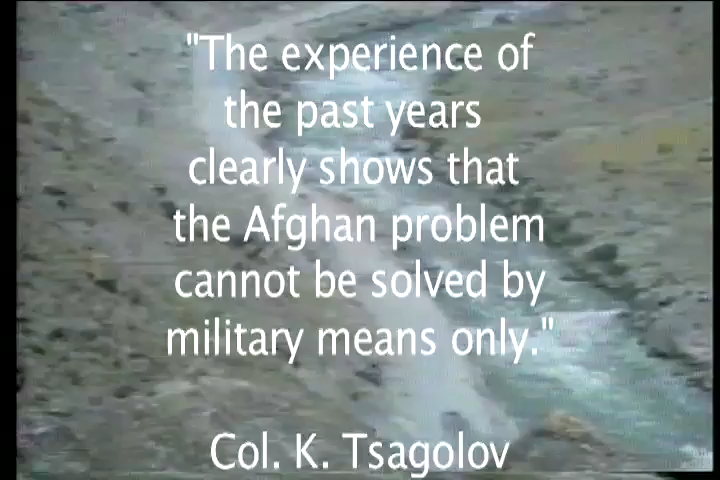 "The experience of
the past years
clearly shows that
the Afghan problem
cannot be solved by
military means only."
Col. K. Tsagolov